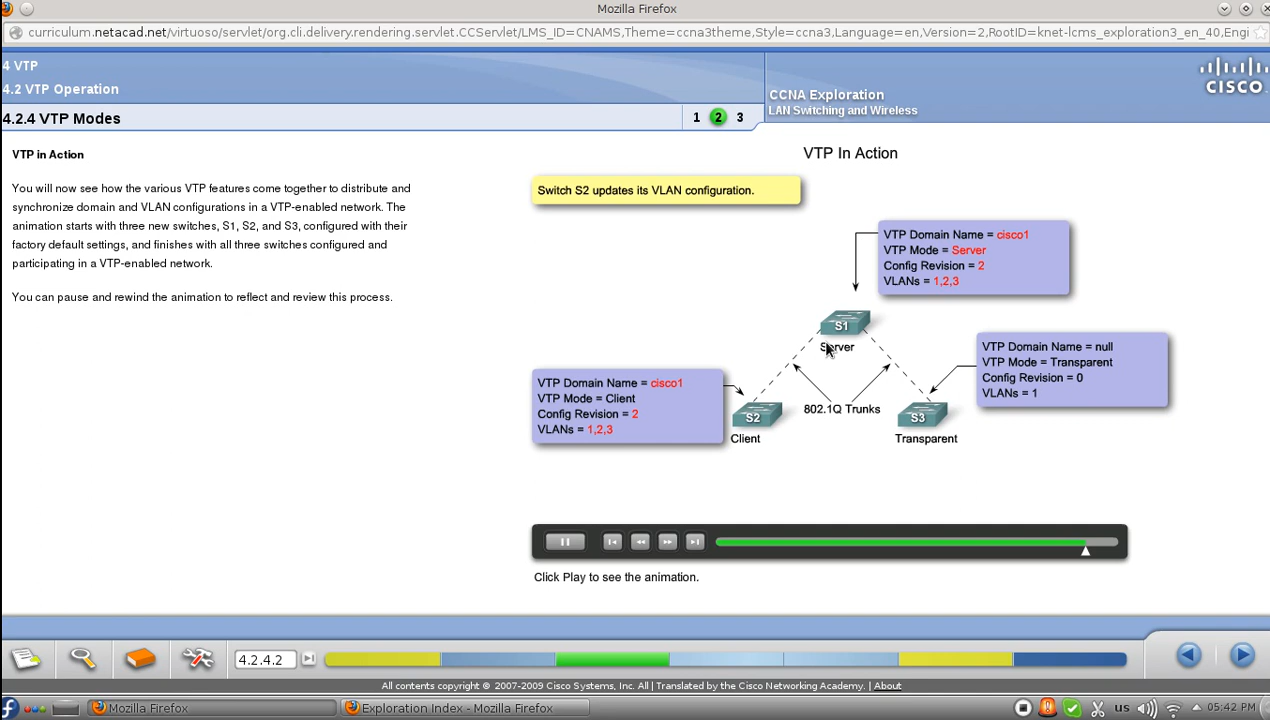 Mozilla Firefox
curriculum.netacad.net/virtuoso/servlet/org.cli.delivery.rendering.servlet.CCServlet/LMS_ID=CNAMS,Theme=ccna3theme,Style=ccna3,Language=en,Version=2,RootID=knet-lcms_exploration3_en_40,Engi
4 VTP
4.2 VTP Operation
4.2.4 VTP Modes
1 2 3
CCNA Exploration
LAN Switching and Wireless
CISCO
VTP in Action
You will now see how the various VTP features come together to distribute and
synchronize domain and VLAN configurations in a VTP-enabled network. The
animation starts with three new switches, S1, S2, and S3, configured with their
factory default settings, and finishes with all three switches configured and
participating in a VTP-enabled network.
You can pause and rewind the animation to reflect and review this process.
VTP In Action
Switch S2 updates its VLAN configuration.
VTP Domain Name = cisco1
VTP Mode = Server
Config Revision = 2
VLANs = 1,2,3
S1
Server
VTP Domain Name = null
VTP Mode = Transparent
Config Revision = 0
VLANs = 1
VTP Domain Name = cisco1
VTP Mode = Client
Config Revision = 2
VLANs = 1,2,3
S2
Client
802.1Q Trunks
S3
Transparent
Click Play to see the animation.
4.2.4.2
All contents copyright © 2007-2009 Cisco Systems, Inc. All | Translated by the Cisco Networking Academy. | About
Mozilla Firefox
Exploration Index - Mozilla Firefox
us
05:42 PM